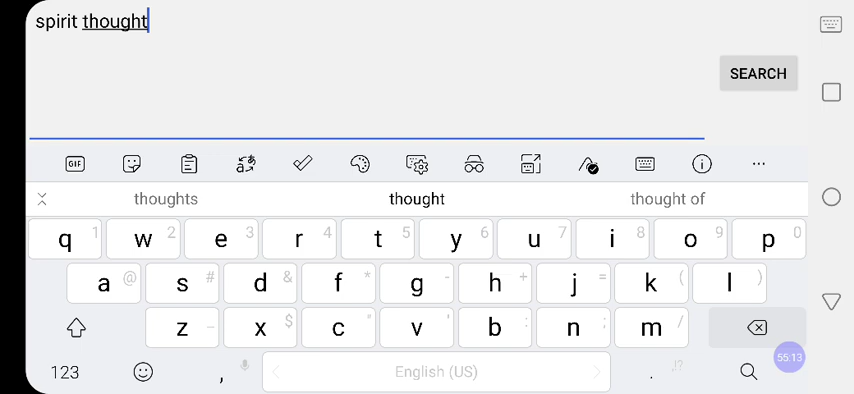 spirit thought
SEARCH
GIF
thoughts thought thought of
q 1 w 2 e 3 r 4 t 5 y 6 u 7 i 8 o 9 p 0
a @ s # d & f * g - h + j = k ( l )
z _ x $ c " v ' b : n ; m /
123 , English (US) . .!?
55:13